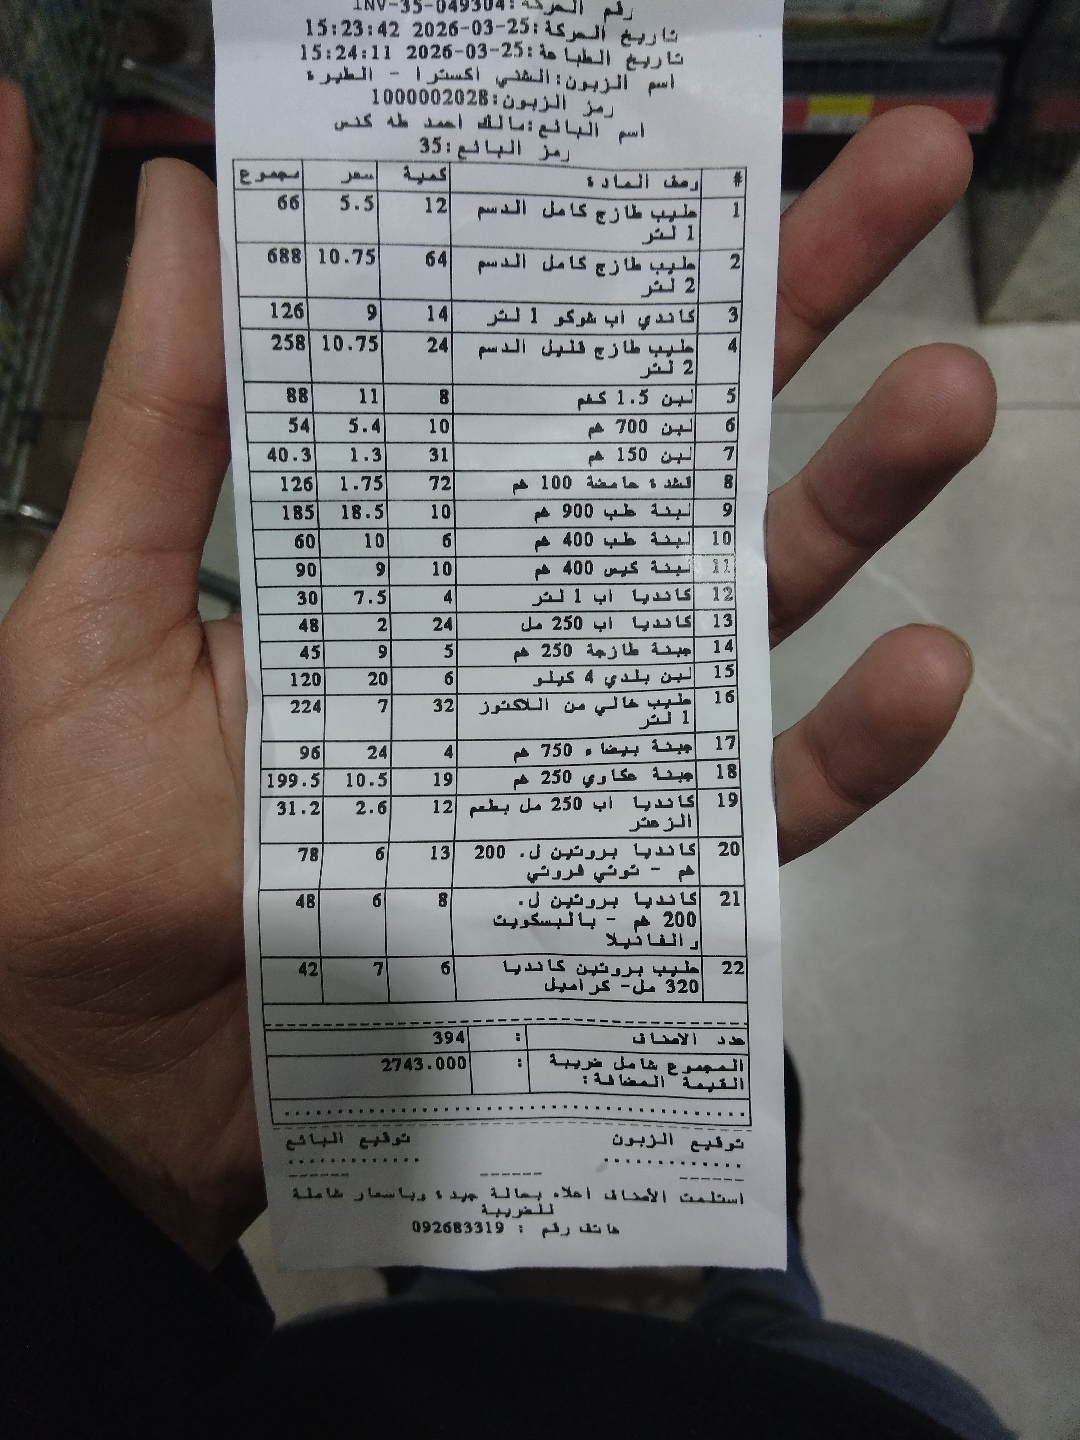 رقم الحركة:INV-35-049304
تاريخ الحركة:25-03-2026 15:23:42
تاريخ الطباعة:25-03-2026 15:24:11
اسم الزبون:الشني اكسترا - الطيره
رمز الزبون:1000002028
اسم البائع:مالك احمد طه كنس
رمز البائع:35
# وصف المادة كمية سعر مجموع
1 حليب طازج كامل الدسم 12 5.5 66
1 لتر
2 حليب طازج كامل الدسم 64 10.75 688
2 لتر
3 كاندي اب شوكو 1 لتر 14 9 126
4 حليب طازج قليل الدسم 24 10.75 258
2 لتر
5 لبن 1.5 كغم 8 11 88
6 لبن 700 غم 10 5.4 54
7 لبن 150 غم 31 1.3 40.3
8 قشدة حامضة 100 غم 72 1.75 126
9 لبنة طب 900 غم 10 18.5 185
10 لبنة طب 400 غم 6 10 60
11 لبنة كيس 400 غم 10 9 90
12 كانديا اب 1 لتر 4 7.5 30
13 كانديا اب 250 مل 24 2 48
14 جبنة طازجة 250 غم 5 9 45
15 لبن بلدي 4 كيلو 6 20 120
16 حليب خالي من اللاكتوز 32 7 224
1 لتر
17 جبنة بيضاء 750 غم 4 24 96
18 جبنة عكاوي 250 غم 19 10.5 199.5
19 كانديا اب 250 مل بطعم 12 2.6 31.2
الزعتر
20 كانديا بروتين ل. 200 13 6 78
غم - توتي فروتي
21 كانديا بروتين ل. 8 6 48
200 غم - بالبسكويت
والفانيلا
22 حليب بروتين كانديا 6 7 42
320 مل- كراميل
عدد الاصناف : 394
المجموع شامل ضريبة : 2743.000
القيمة المضافة:
توقيع الزبون توقيع البائع
استلمت الأصناف اعلاه بحالة جيدة وباسعار شاملة
للضريبة
هاتف رقم : 092683319